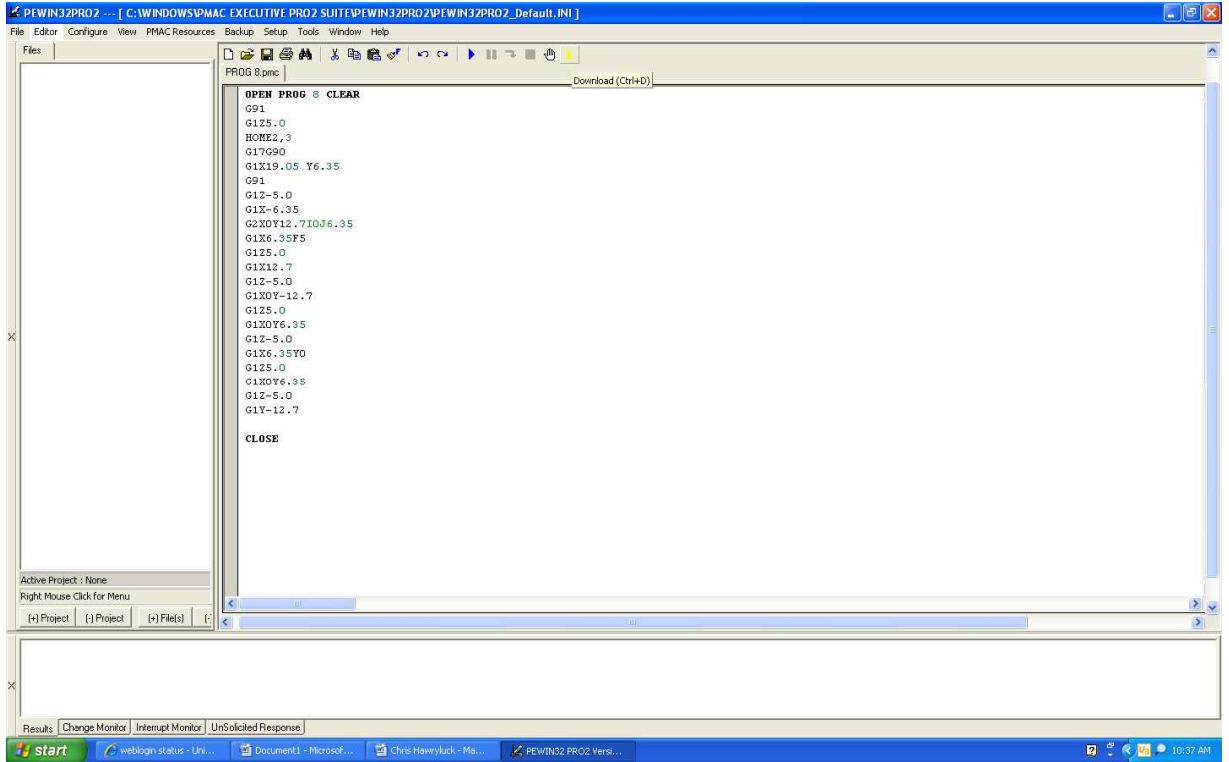 PEWIN32PRO2 --- [ C:\WINDOWS\PMAC EXECUTIVE PRO2 SUITE\PEWIN32PRO2\PEWIN32PRO2_Default.INI ]
File Editor Configure View PMAC Resources Backup Setup Tools Window Help
Files
PROG 8.pmc
Download (Ctrl+D)
OPEN PROG 8 CLEAR
G91
G1Z5.0
HOME2,3
G17G90
G1X19.05 Y6.35
G91
G1Z-5.0
G1X-6.35
G2X0Y12.7I0J6.35
G1X6.35F5
G1Z5.0
G1X12.7
G1Z-5.0
G1X0Y-12.7
G1Z5.0
G1X0Y6.35
G1Z-5.0
G1X6.35Y0
G1Z5.0
C1X0Y6.35
G1Z-5.0
G1Y-12.7
CLOSE
Active Project : None
Right Mouse Click for Menu
(+) Project (-) Project (+) File(s) (-
Results Change Monitor Interrupt Monitor UnSolicited Response
start weblogin status - Uni... Document1 - Microsof... Chris Hawryluck - Ma... PEWIN32 PRO2 Versi... 10:37 AM